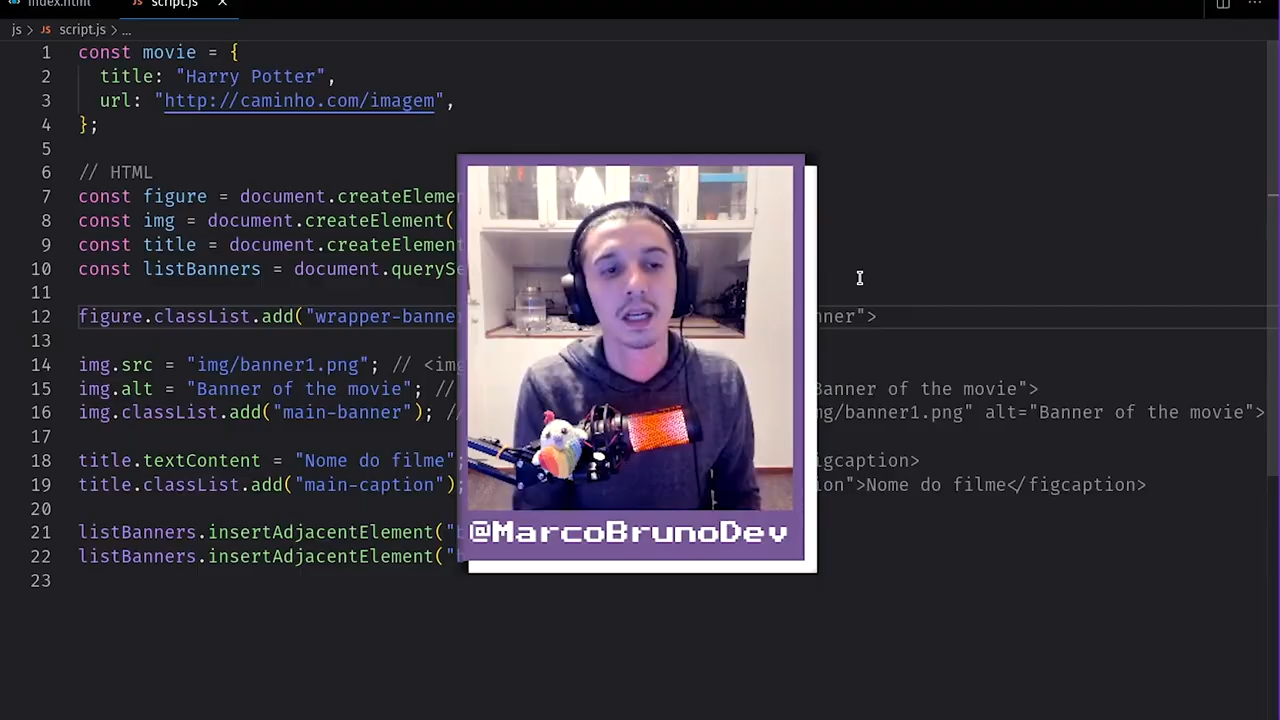 index.html
JS script.js
js > JS script.js > ...
1 const movie = {
2 title: "Harry Potter",
3 url: "http://caminho.com/imagem",
4 };
5
6 // HTML
7 const figure = document.createElemen
8 const img = document.createElement(
9 const title = document.createElement
10 const listBanners = document.querySe
11
12 figure.classList.add("wrapper-banne nner">
13
14 img.src = "img/banner1.png"; // <img
15 img.alt = "Banner of the movie"; // Banner of the movie">
16 img.classList.add("main-banner"); // mg/banner1.png" alt="Banner of the movie">
17
18 title.textContent = "Nome do filme"; igcaption>
19 title.classList.add("main-caption"); ion">Nome do filme</figcaption>
20
21 listBanners.insertAdjacentElement("b
22 listBanners.insertAdjacentElement("b
23
@MarcoBrunoDev